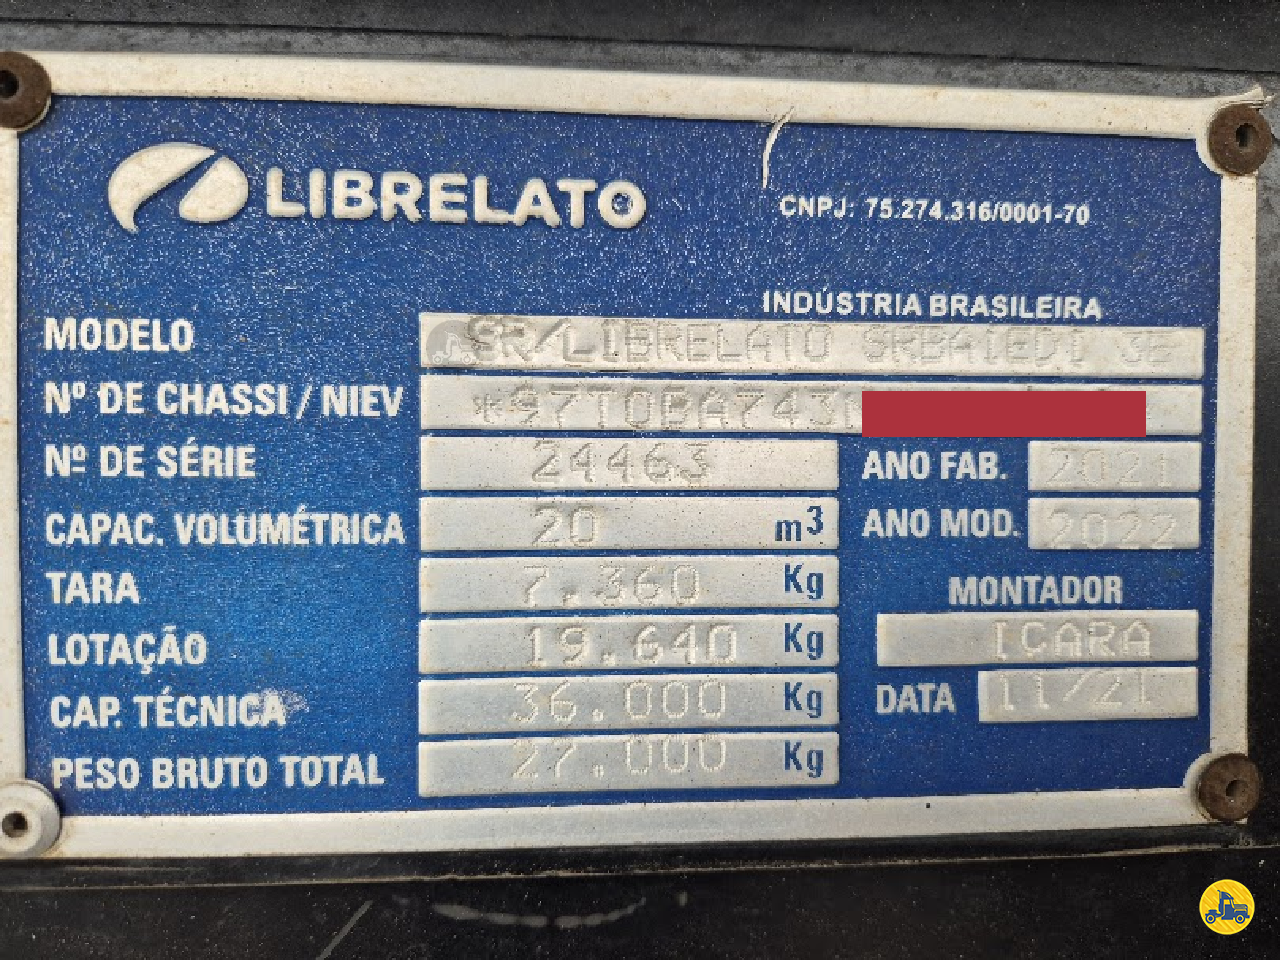 LIBRELATO
CNPJ: 75.274.316/0001-70
INDÚSTRIA BRASILEIRA
MODELO SR/LIBRELATO SRBAIEDI 3E
Nº DE CHASSI / NIEV *97T0BA743
Nº DE SÉRIE 24463 ANO FAB. 2021
CAPAC. VOLUMÉTRICA 20 m3 ANO MOD. 2022
TARA 7.360 Kg MONTADOR
LOTAÇÃO 19.640 Kg ICARA
CAP. TÉCNICA 36.000 Kg DATA 11/21
PESO BRUTO TOTAL 27.000 Kg